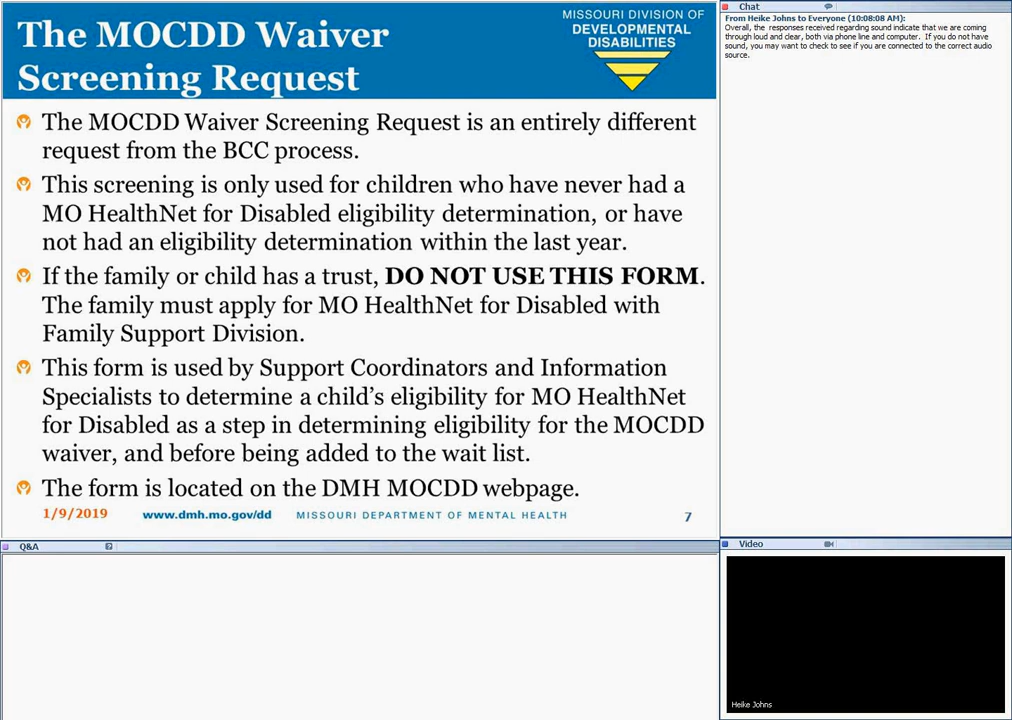 The MOCDD Waiver
Screening Request
MISSOURI DIVISION OF
DEVELOPMENTAL
DISABILITIES
The MOCDD Waiver Screening Request is an entirely different
request from the BCC process.
This screening is only used for children who have never had a
MO HealthNet for Disabled eligibility determination, or have
not had an eligibility determination within the last year.
If the family or child has a trust, DO NOT USE THIS FORM.
The family must apply for MO HealthNet for Disabled with
Family Support Division.
This form is used by Support Coordinators and Information
Specialists to determine a child's eligibility for MO HealthNet
for Disabled as a step in determining eligibility for the MOCDD
waiver, and before being added to the wait list.
The form is located on the DMH MOCDD webpage.
1/9/2019 www.dmh.mo.gov/dd MISSOURI DEPARTMENT OF MENTAL HEALTH 7
Chat
From Heike Johns to Everyone (10:08:08 AM):
Overall, the responses received regarding sound indicate that we are coming
through loud and clear, both via phone line and computer. If you do not have
sound, you may want to check to see if you are connected to the correct audio
source.
Q&A
Video
Heike Johns